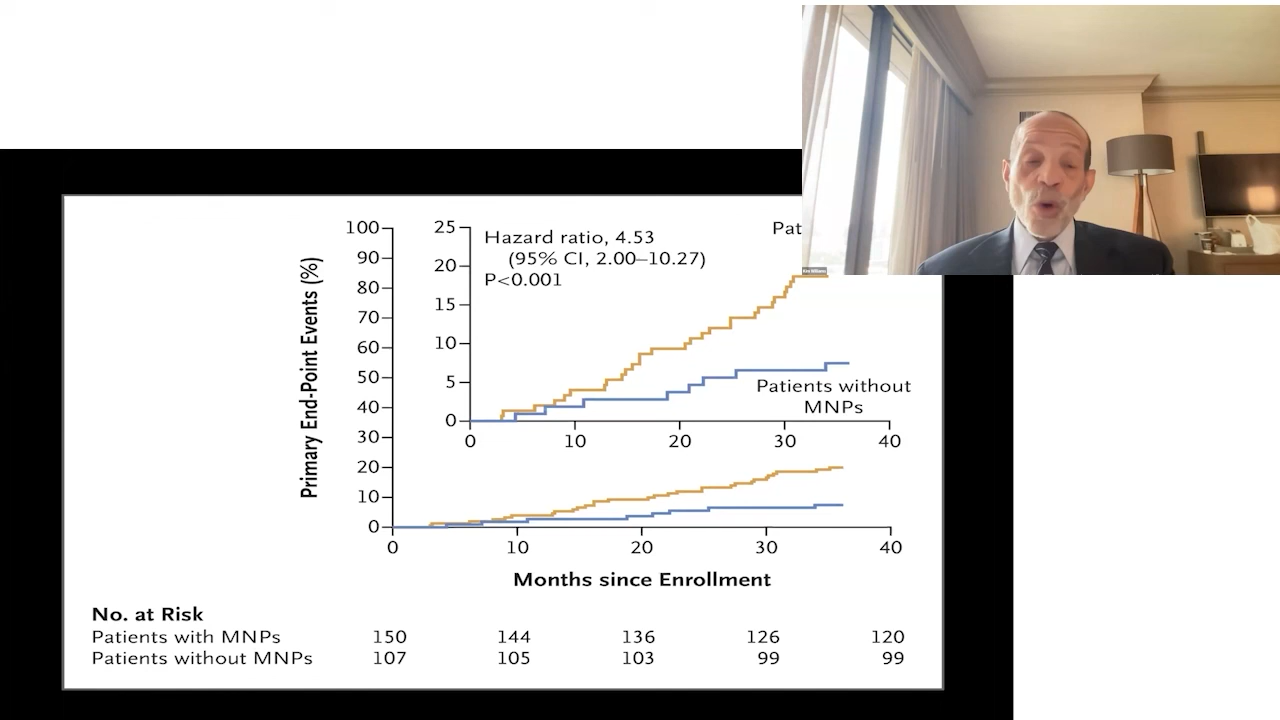 100
90
80
70
60
50
40
30
20
10
0
Primary End-Point Events (%)
25
20
15
10
5
0
Hazard ratio, 4.53
(95% CI, 2.00–10.27)
P<0.001
Pat
Patients without
MNPs
0 10 20 30 40
0 10 20 30 40
Months since Enrollment
No. at Risk
Patients with MNPs 150 144 136 126 120
Patients without MNPs 107 105 103 99 99